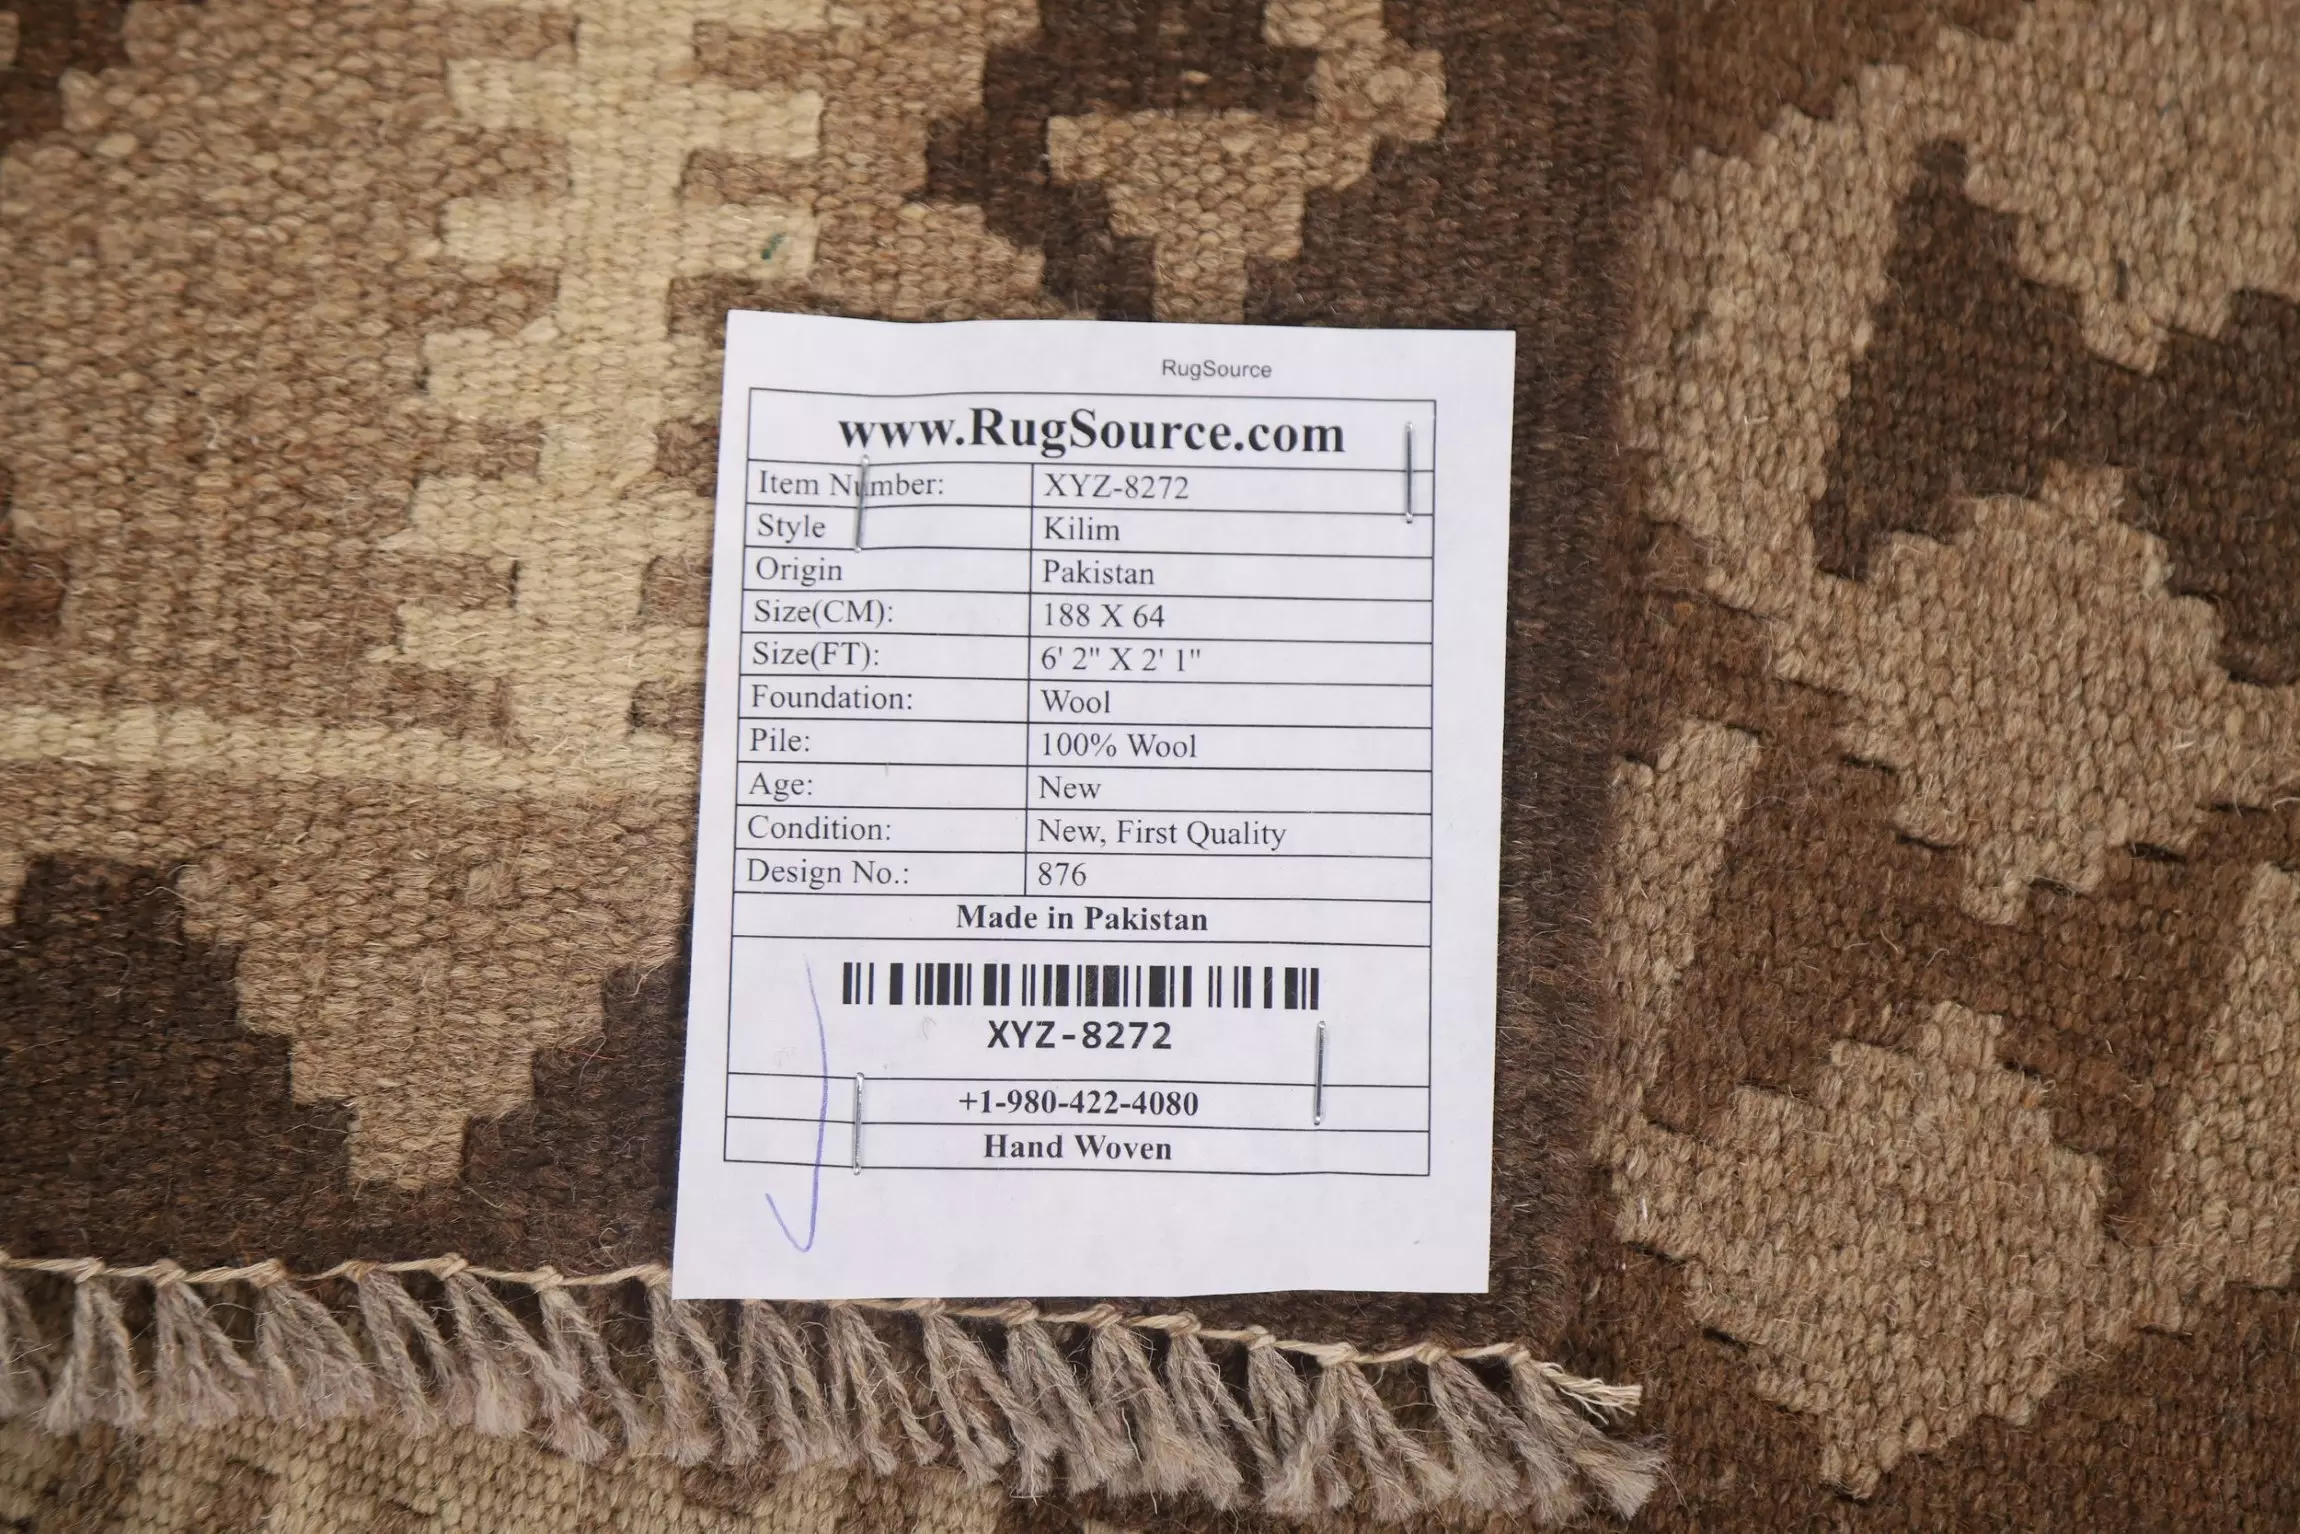 RugSource
www.RugSource.com
Item Number: XYZ-8272
Style Kilim
Origin Pakistan
Size(CM): 188 X 64
Size(FT): 6' 2" X 2' 1"
Foundation: Wool
Pile: 100% Wool
Age: New
Condition: New, First Quality
Design No.: 876
Made in Pakistan
XYZ-8272
+1-980-422-4080
Hand Woven